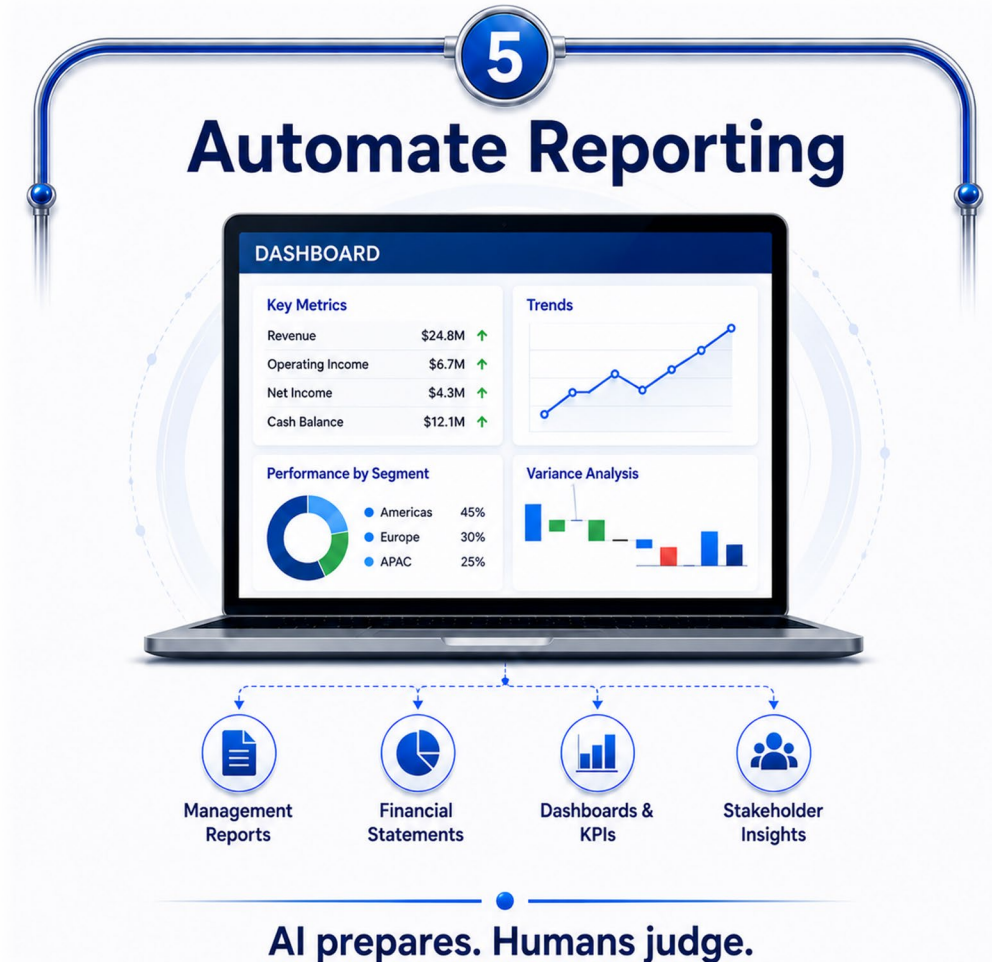 5
Automate Reporting
DASHBOARD
Key Metrics
Revenue $24.8M
Operating Income $6.7M
Net Income $4.3M
Cash Balance $12.1M
Trends
Performance by Segment
Americas 45%
Europe 30%
APAC 25%
Variance Analysis
Management
Reports
Financial
Statements
Dashboards &
KPIs
Stakeholder
Insights
AI prepares. Humans judge.